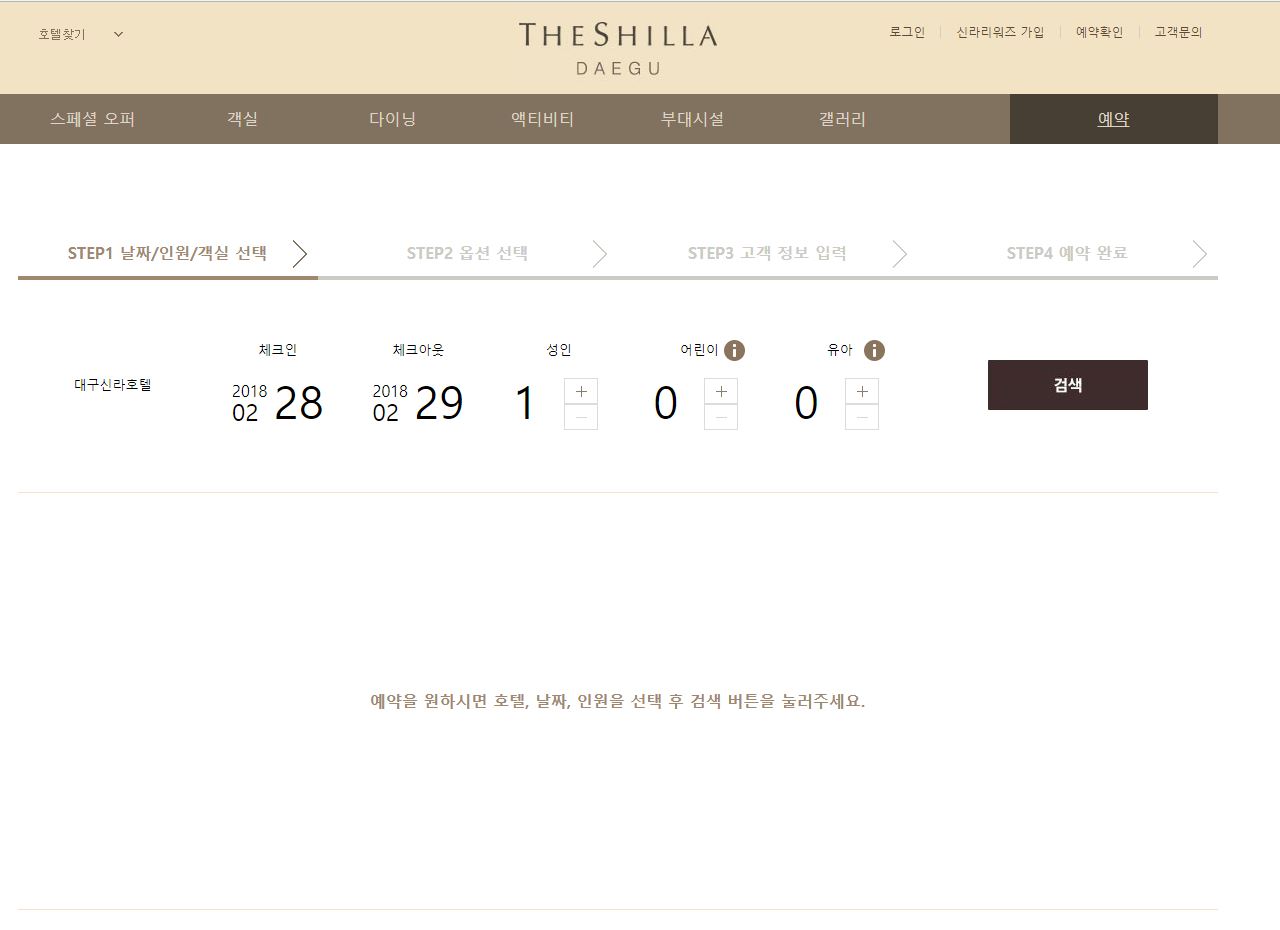 호텔찾기
THE SHILLA
DAEGU
로그인 신라리워즈 가입 예약확인 고객문의
스페셜 오퍼 객실 다이닝 액티비티 부대시설 갤러리 예약
STEP1 날짜/인원/객실 선택 STEP2 옵션 선택 STEP3 고객 정보 입력 STEP4 예약 완료
체크인 체크아웃 성인 어린이 유아
대구신라호텔
2018 02 28
2018 02 29
1
0
0
검색
예약을 원하시면 호텔, 날짜, 인원을 선택 후 검색 버튼을 눌러주세요.